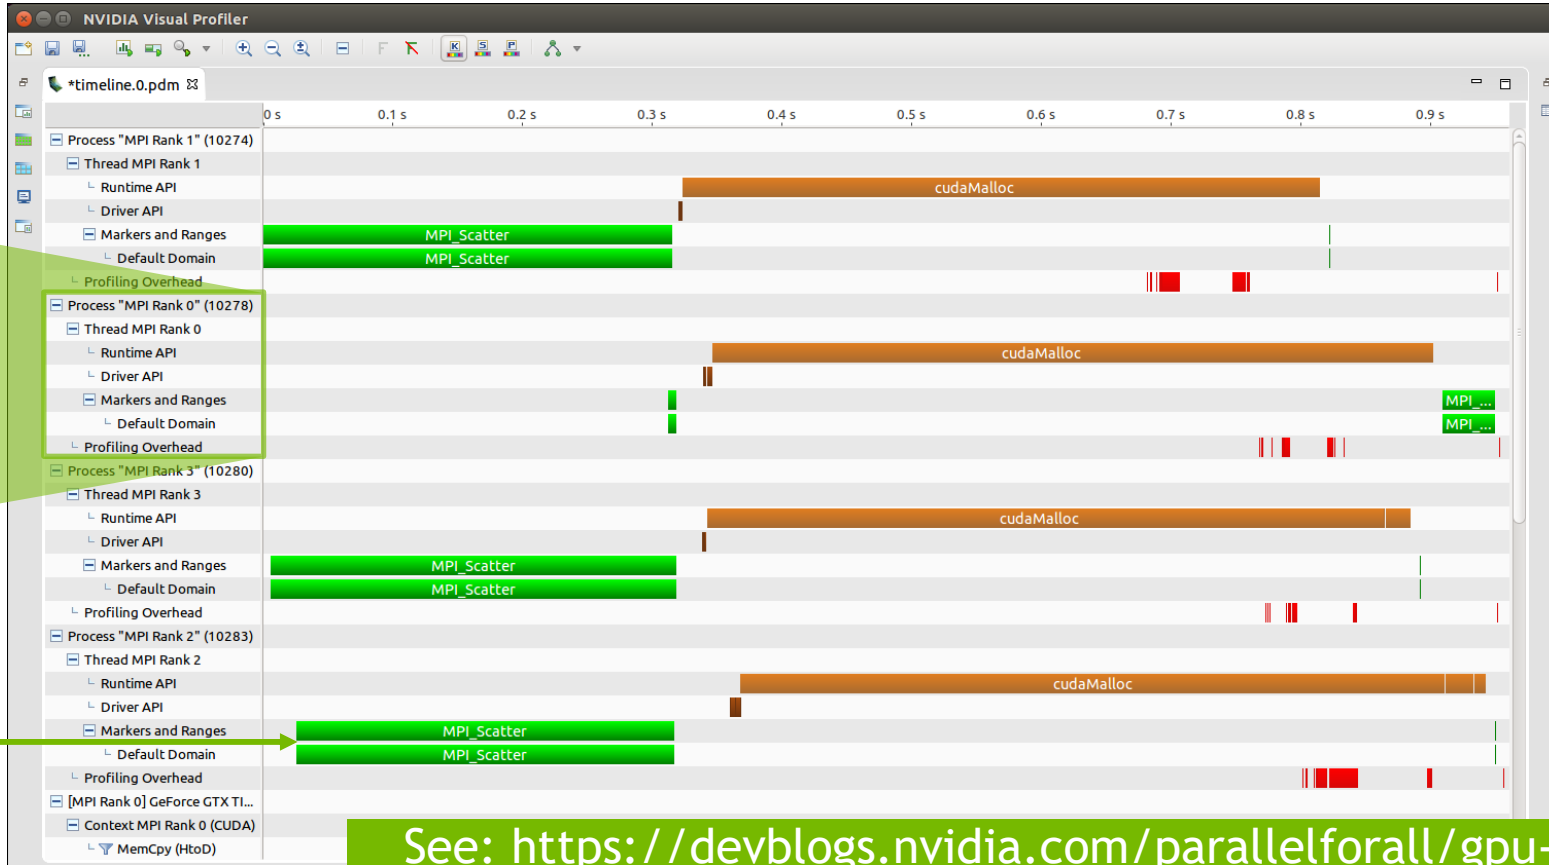 NVIDIA Visual Profiler
*timeline.0.pdm
0 s 0.1 s 0.2 s 0.3 s 0.4 s 0.5 s 0.6 s 0.7 s 0.8 s 0.9 s
Process "MPI Rank 1" (10274)
Thread MPI Rank 1
Runtime API cudaMalloc
Driver API
Markers and Ranges MPI_Scatter
Default Domain MPI_Scatter
Profiling Overhead
Process "MPI Rank 0" (10278)
Thread MPI Rank 0
Runtime API cudaMalloc
Driver API
Markers and Ranges MPI_...
Default Domain MPI_...
Profiling Overhead
Process "MPI Rank 3" (10280)
Thread MPI Rank 3
Runtime API cudaMalloc
Driver API
Markers and Ranges MPI_Scatter
Default Domain MPI_Scatter
Profiling Overhead
Process "MPI Rank 2" (10283)
Thread MPI Rank 2
Runtime API cudaMalloc
Driver API
Markers and Ranges MPI_Scatter
Default Domain MPI_Scatter
Profiling Overhead
[MPI Rank 0] GeForce GTX TI...
Context MPI Rank 0 (CUDA)
MemCpy (HtoD)
See: https://devblogs.nvidia.com/parallelforall/gpu-